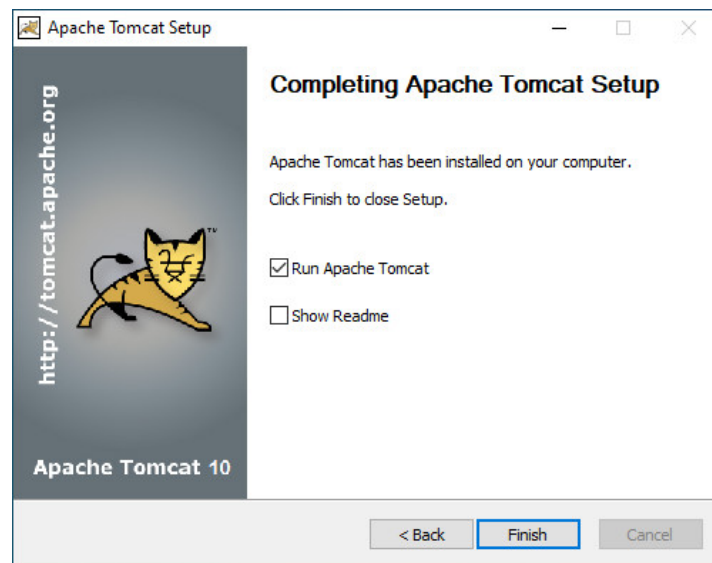 Apache Tomcat Setup
http://tomcat.apache.org
TM
Apache Tomcat 10
Completing Apache Tomcat Setup
Apache Tomcat has been installed on your computer.
Click Finish to close Setup.
Run Apache Tomcat
Show Readme
< Back
Finish
Cancel